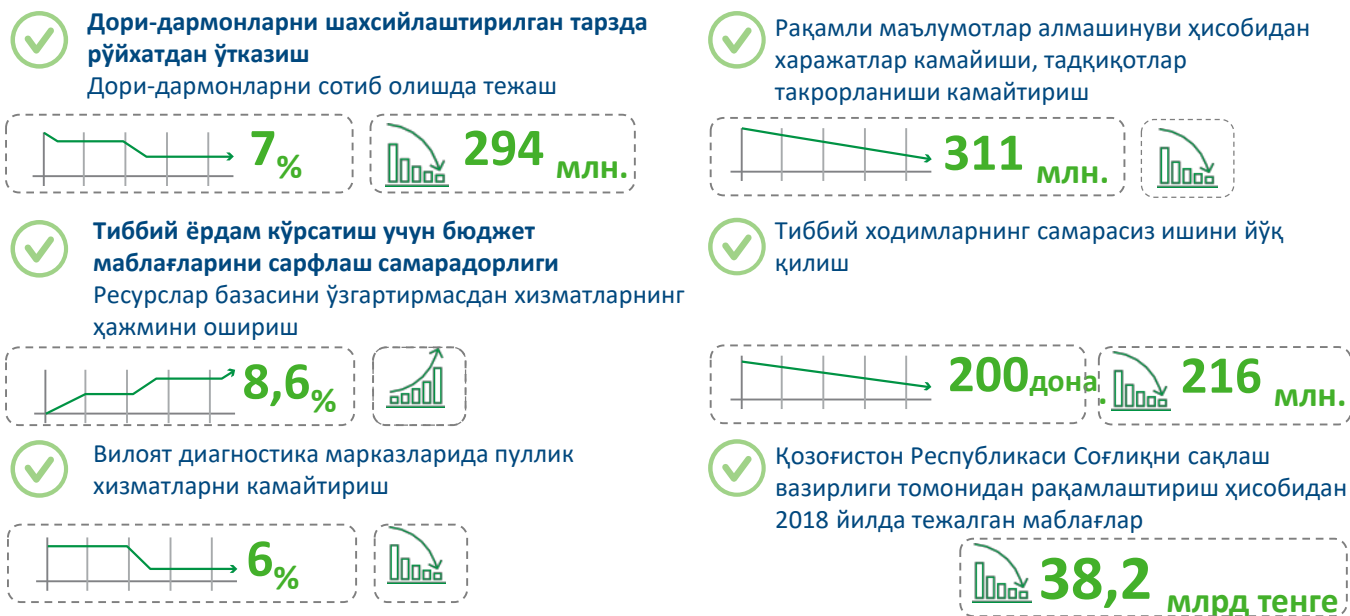 Дори-дармонларни шахсийлаштирилган тарзда
рўйхатдан ўтказиш
Дори-дармонларни сотиб олишда тежаш
7%
294 млн.
Тиббий ёрдам кўрсатиш учун бюджет
маблағларини сарфлаш самарадорлиги
Ресурслар базасини ўзгартирмасдан хизматларнинг
ҳажмини ошириш
8,6%
Вилоят диагностика марказларида пуллик
хизматларни камайтириш
6%
Рақамли маълумотлар алмашинуви ҳисобидан
харажатлар камайиши, тадқиқотлар
такрорланиши камайтириш
311 млн.
Тиббий ходимларнинг самарасиз ишини йўқ
қилиш
200дона.
216 млн.
Қозоғистон Республикаси Соғлиқни сақлаш
вазирлиги томонидан рақамлаштириш ҳисобидан
2018 йилда тежалган маблағлар
38,2 млрд тенге